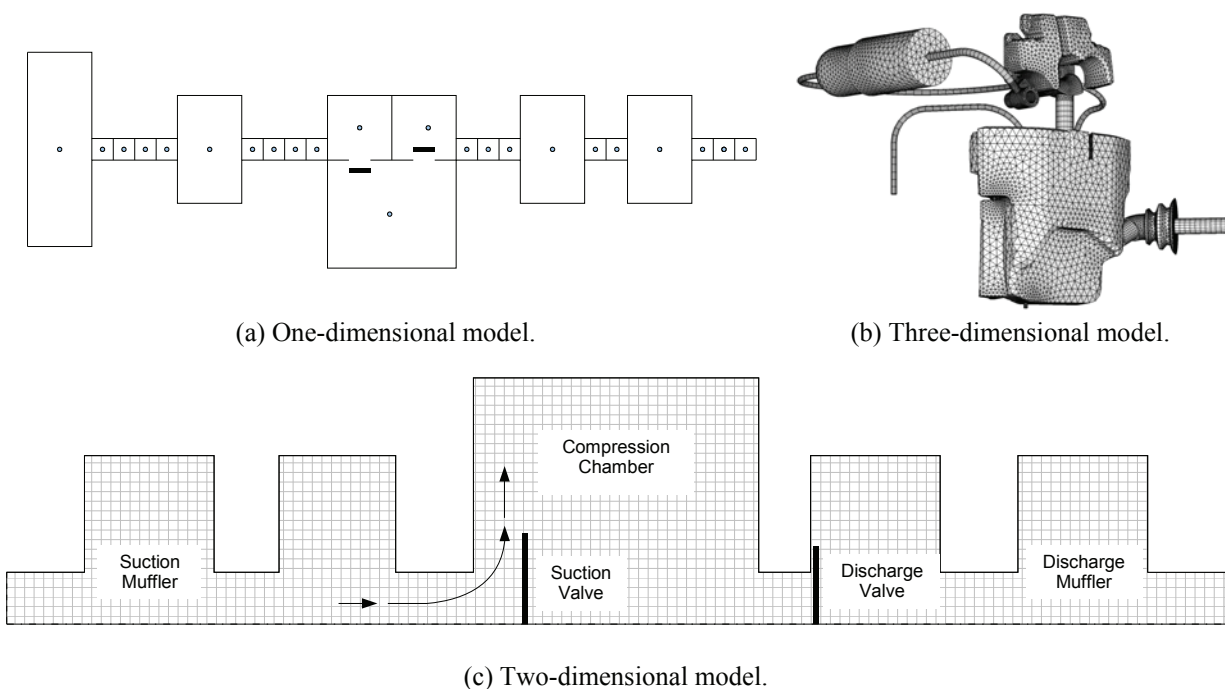 (a) One-dimensional model.
(b) Three-dimensional model.
Compression
Chamber
Suction
Muffler
Suction
Valve
Discharge
Valve
Discharge
Muffler
(c) Two-dimensional model.